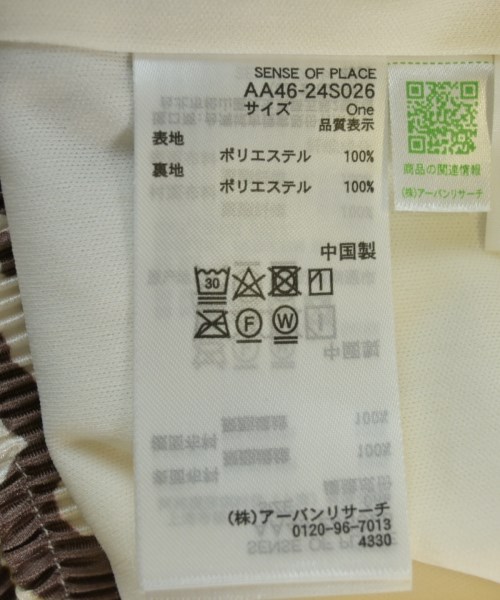 SENSE OF PLACE
AA46-24S026
サイズ One
品質表示
表地
ポリエステル 100%
裏地
ポリエステル 100%
中国製
30
F W
(株)アーバンリサーチ
0120-96-7013
4330
商品の関連情報
(株)アーバンリサーチ